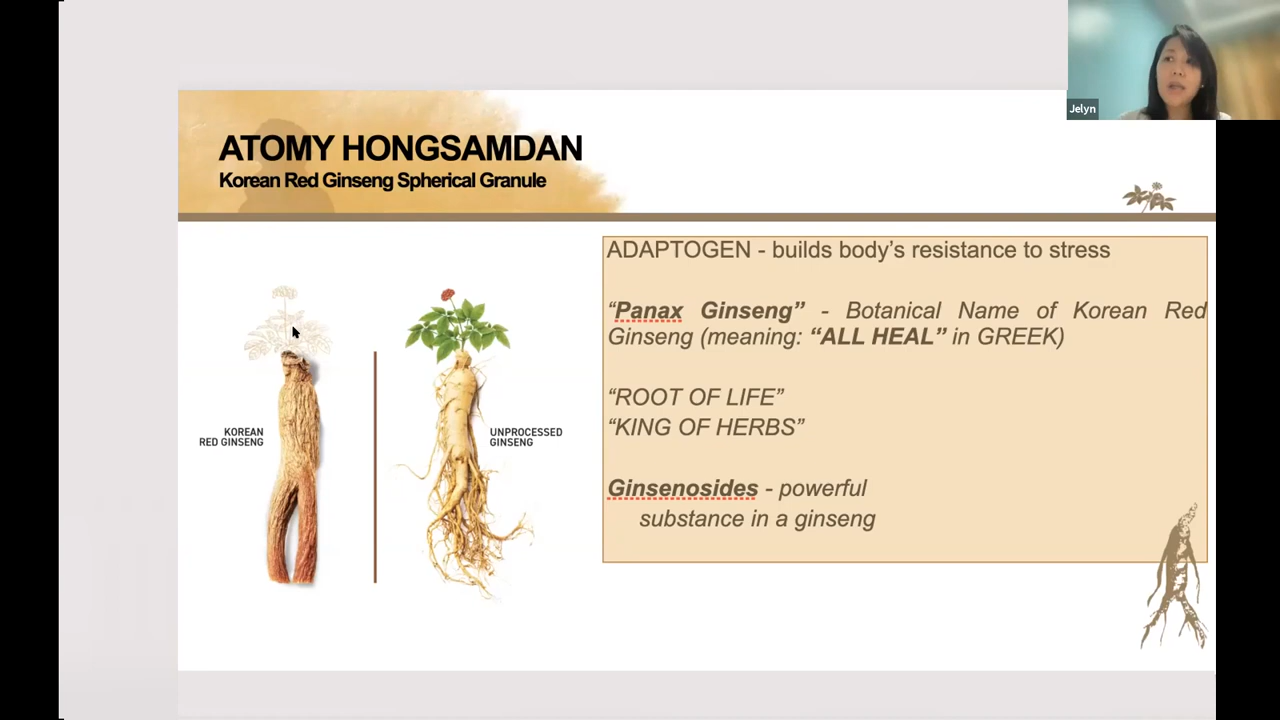 Jelyn
ATOMY HONGSAMDAN
Korean Red Ginseng Spherical Granule
KOREAN
RED GINSENG
UNPROCESSED
GINSENG
ADAPTOGEN - builds body’s resistance to stress
“Panax Ginseng” - Botanical Name of Korean Red
Ginseng (meaning: “ALL HEAL” in GREEK)
“ROOT OF LIFE”
“KING OF HERBS”
Ginsenosides - powerful
substance in a ginseng